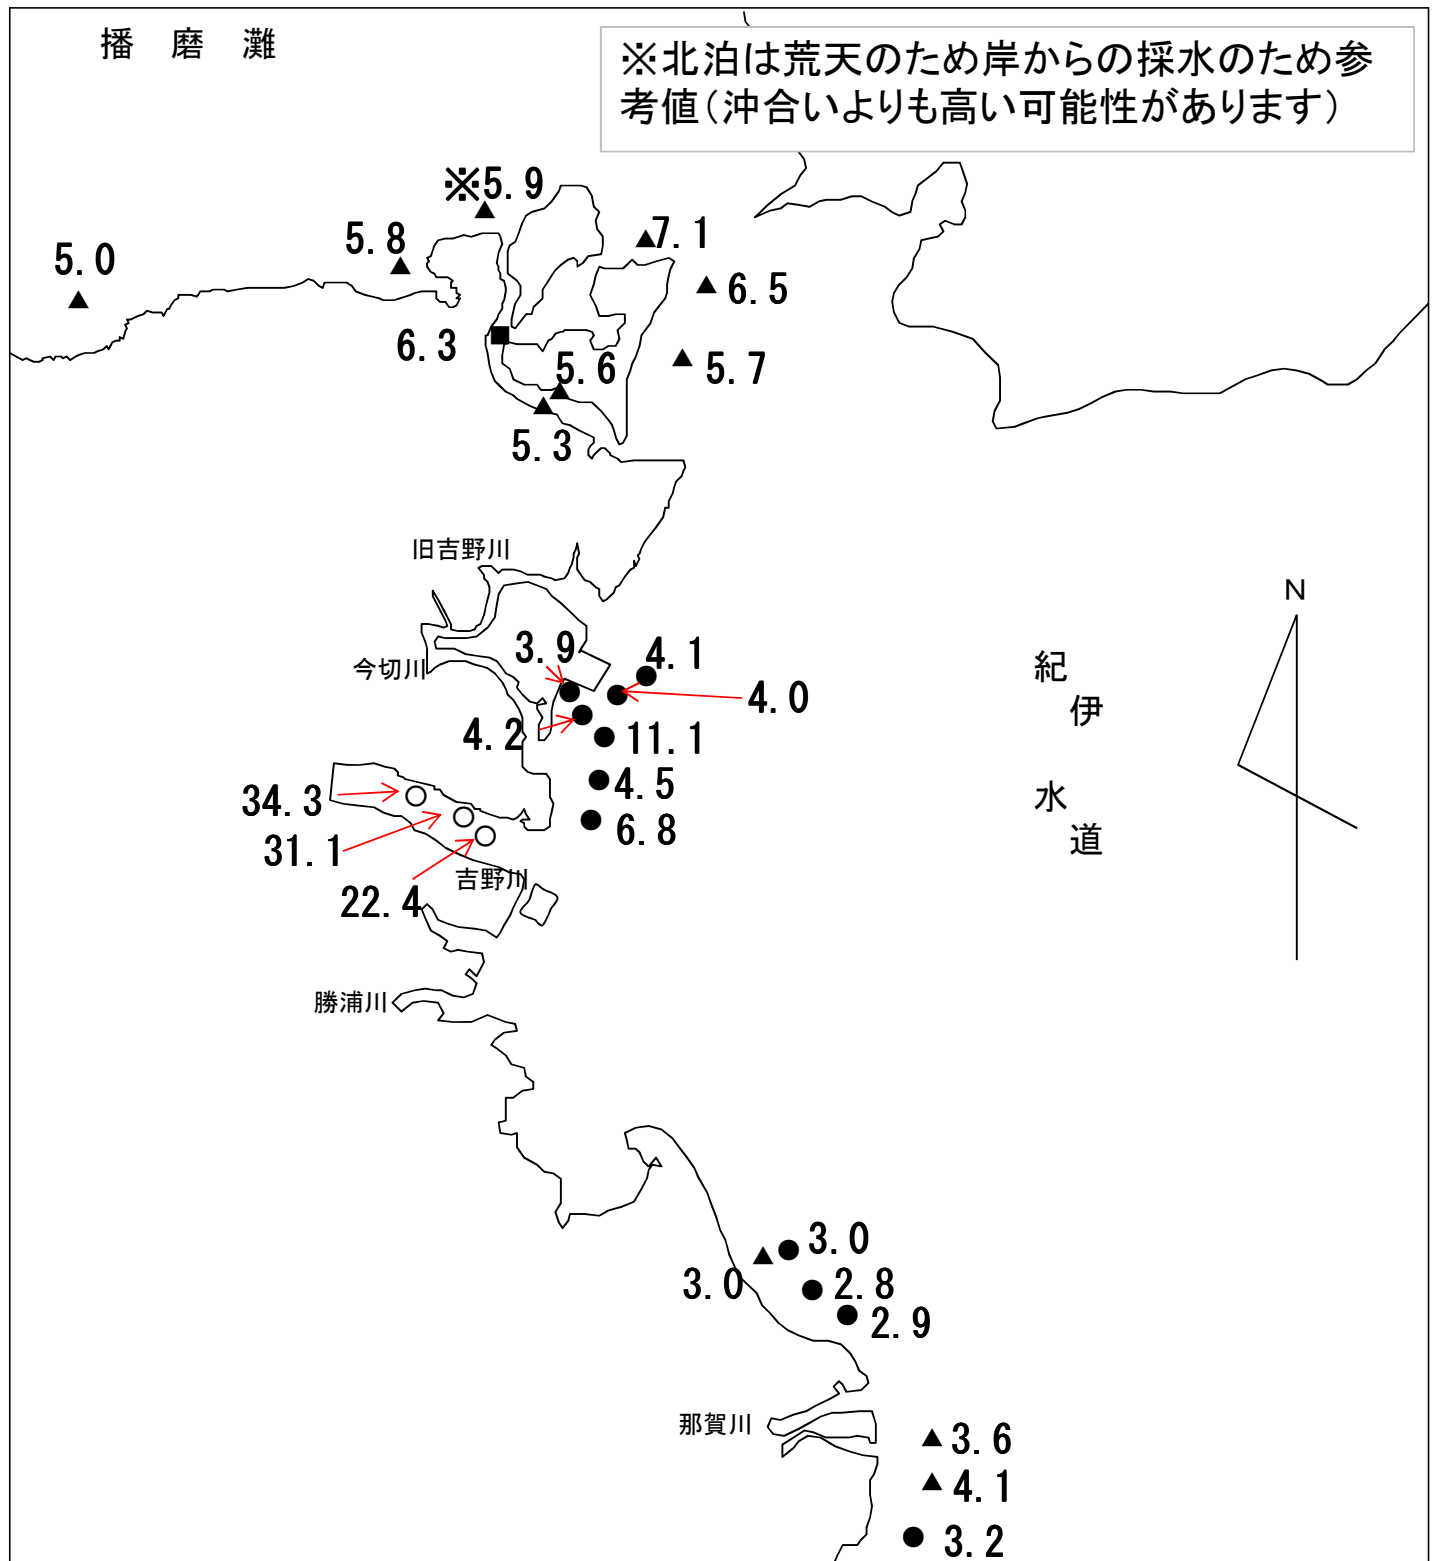 播 磨 灘
※北泊は荒天のため岸からの採水のため参
考値（沖合いよりも高い可能性があります）
※5.9
5.8
5.0
7.1
6.5
6.3
5.6
5.7
5.3
旧吉野川
N
3.9
4.1
今切川
紀
伊
4.0
4.2
11.1
4.5
34.3
水
道
6.8
31.1
22.4
吉野川
勝浦川
3.0
3.0
2.8
2.9
那賀川
3.6
4.1
3.2